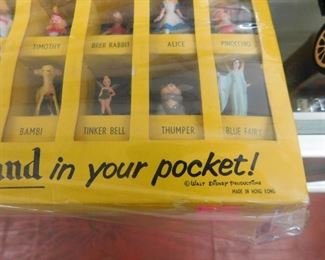 TIMOTHY BRER RABBIT ALICE PINOCCHIO
BAMBI TINKER BELL THUMPER BLUE FAIRY
and in your pocket!
© WALT DISNEY PRODUCTIONS
MADE IN HONG KONG